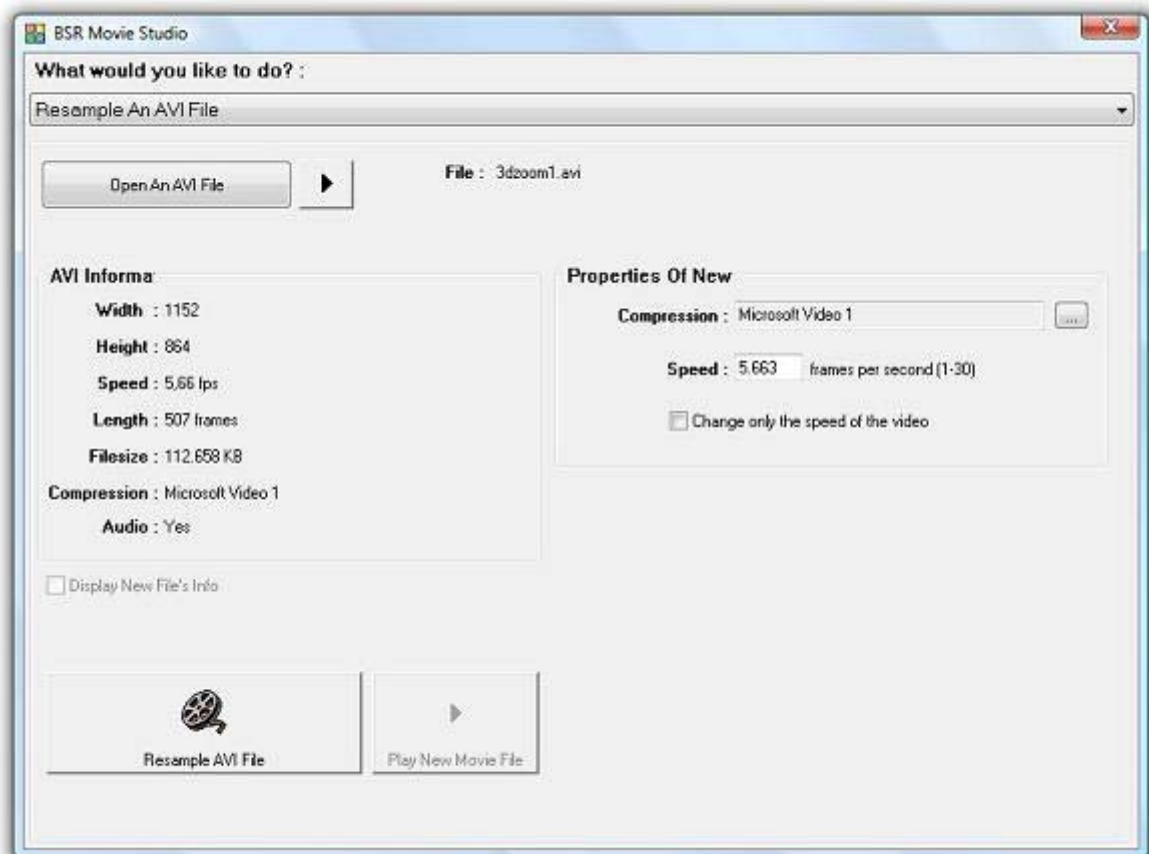 BSR Movie Studio
What would you like to do? :
Resample An AVI File
Open An AVI File
File : 3dzoom1.avi
AVI Informa
Width : 1152
Height : 864
Speed : 5,66 fps
Length : 507 frames
Filesize : 112.658 KB
Compression : Microsoft Video 1
Audio : Yes
Properties Of New
Compression : Microsoft Video 1 ...
Speed : 5.663 frames per second (1-30)
Change only the speed of the video
Display New File's Info
Resample AVI File
Play New Movie File